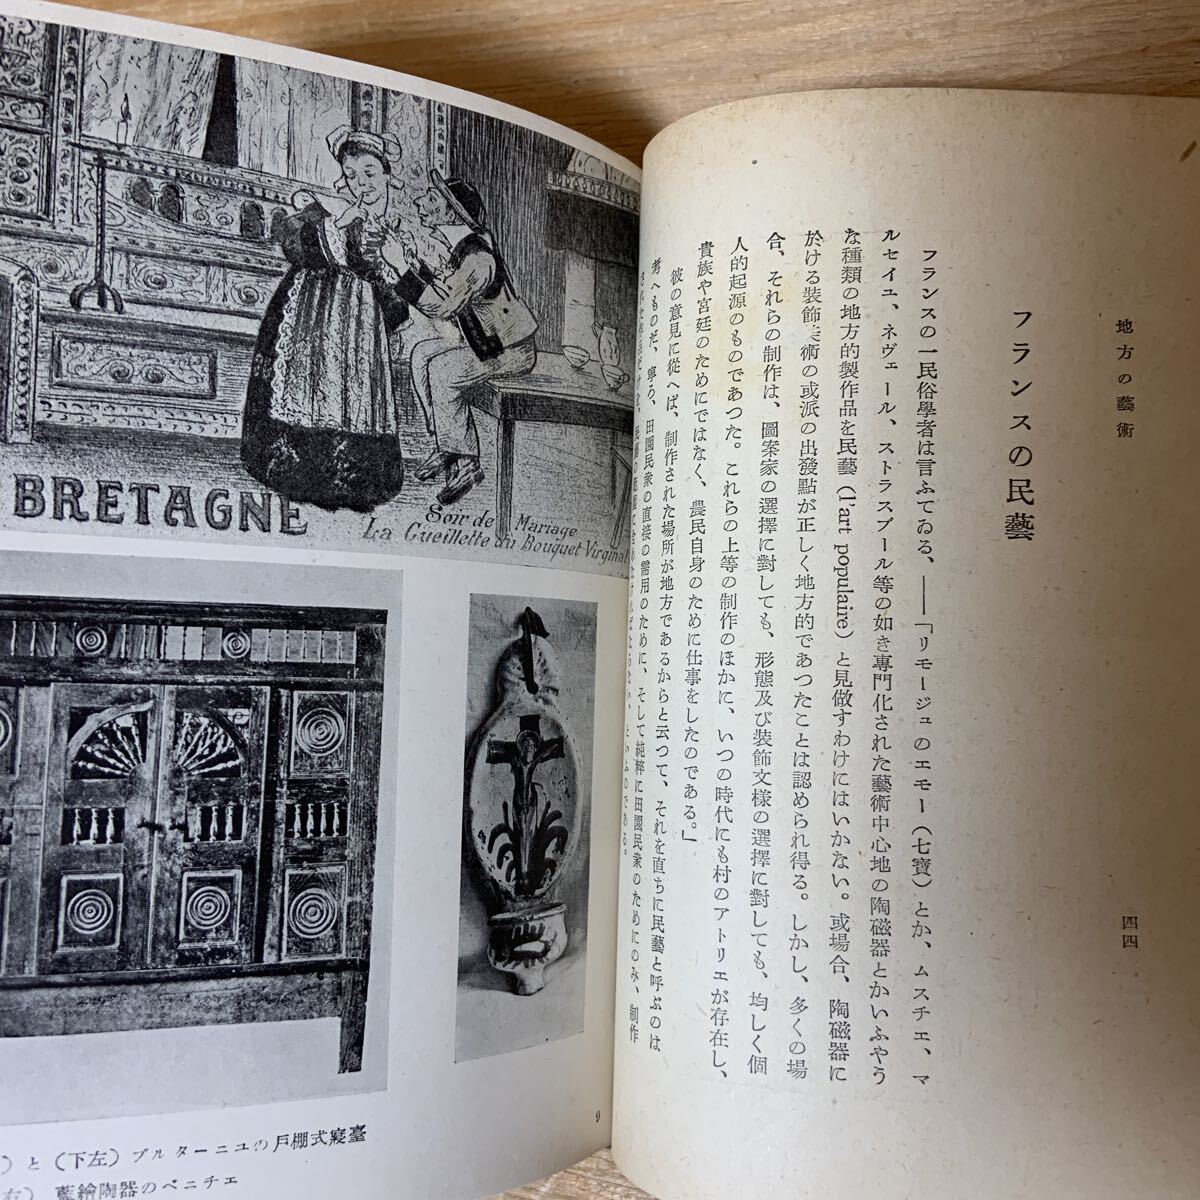 地方の藝術
四四
フランスの民藝
フランスの一民俗學者は言ふてゐる、――「リモージュのエモー(七寶)とか、ムスチエ、マ
ルセイユ、ネヴェール、ストラスブール等の如き專門化された藝術中心地の陶磁器とかいふやう
な種類の地方的製作品を民藝(l'art populaire)と見做すわけにはいかない。或場合、陶磁器に
於ける裝飾美術の或派の出發點が正しく地方的であつたことは認められ得る。しかし、多くの場
合、それらの制作は、圖案家の選擇に對しても、形態及び裝飾文樣の選擇に對しても、均しく個
人的起源のものであつた。これらの上等の制作のほかに、いつの時代にも村のアトリエが存在し、
貴族や宮廷のためにではなく、農民自身のために仕事をしたのである。」
彼の意見に從へば、制作された場所が地方であるからと云つて、それを直ちに民藝と呼ぶのは
考へものだ、寧ろ、田園民衆の直接の需用のために、そして純粹に田園民衆のためにのみ、制作
BRETAGNE
Soir de Mariage
La Cueillette du Bouquet Virginal
9
)と(下左)ブルターニユの戸棚式寢臺
右) 藍繪陶器のベニチエ